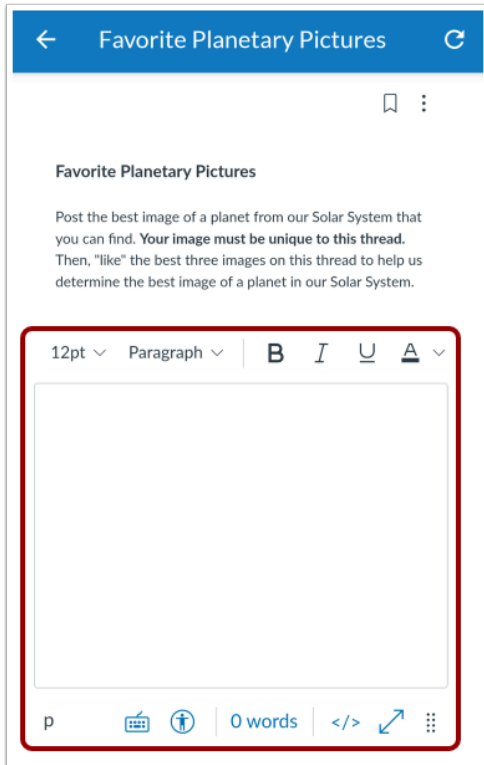 Favorite Planetary Pictures
Favorite Planetary Pictures
Post the best image of a planet from our Solar System that
you can find. Your image must be unique to this thread.
Then, "like" the best three images on this thread to help us
determine the best image of a planet in our Solar System.
12pt Paragraph B I U A
p 0 words </>